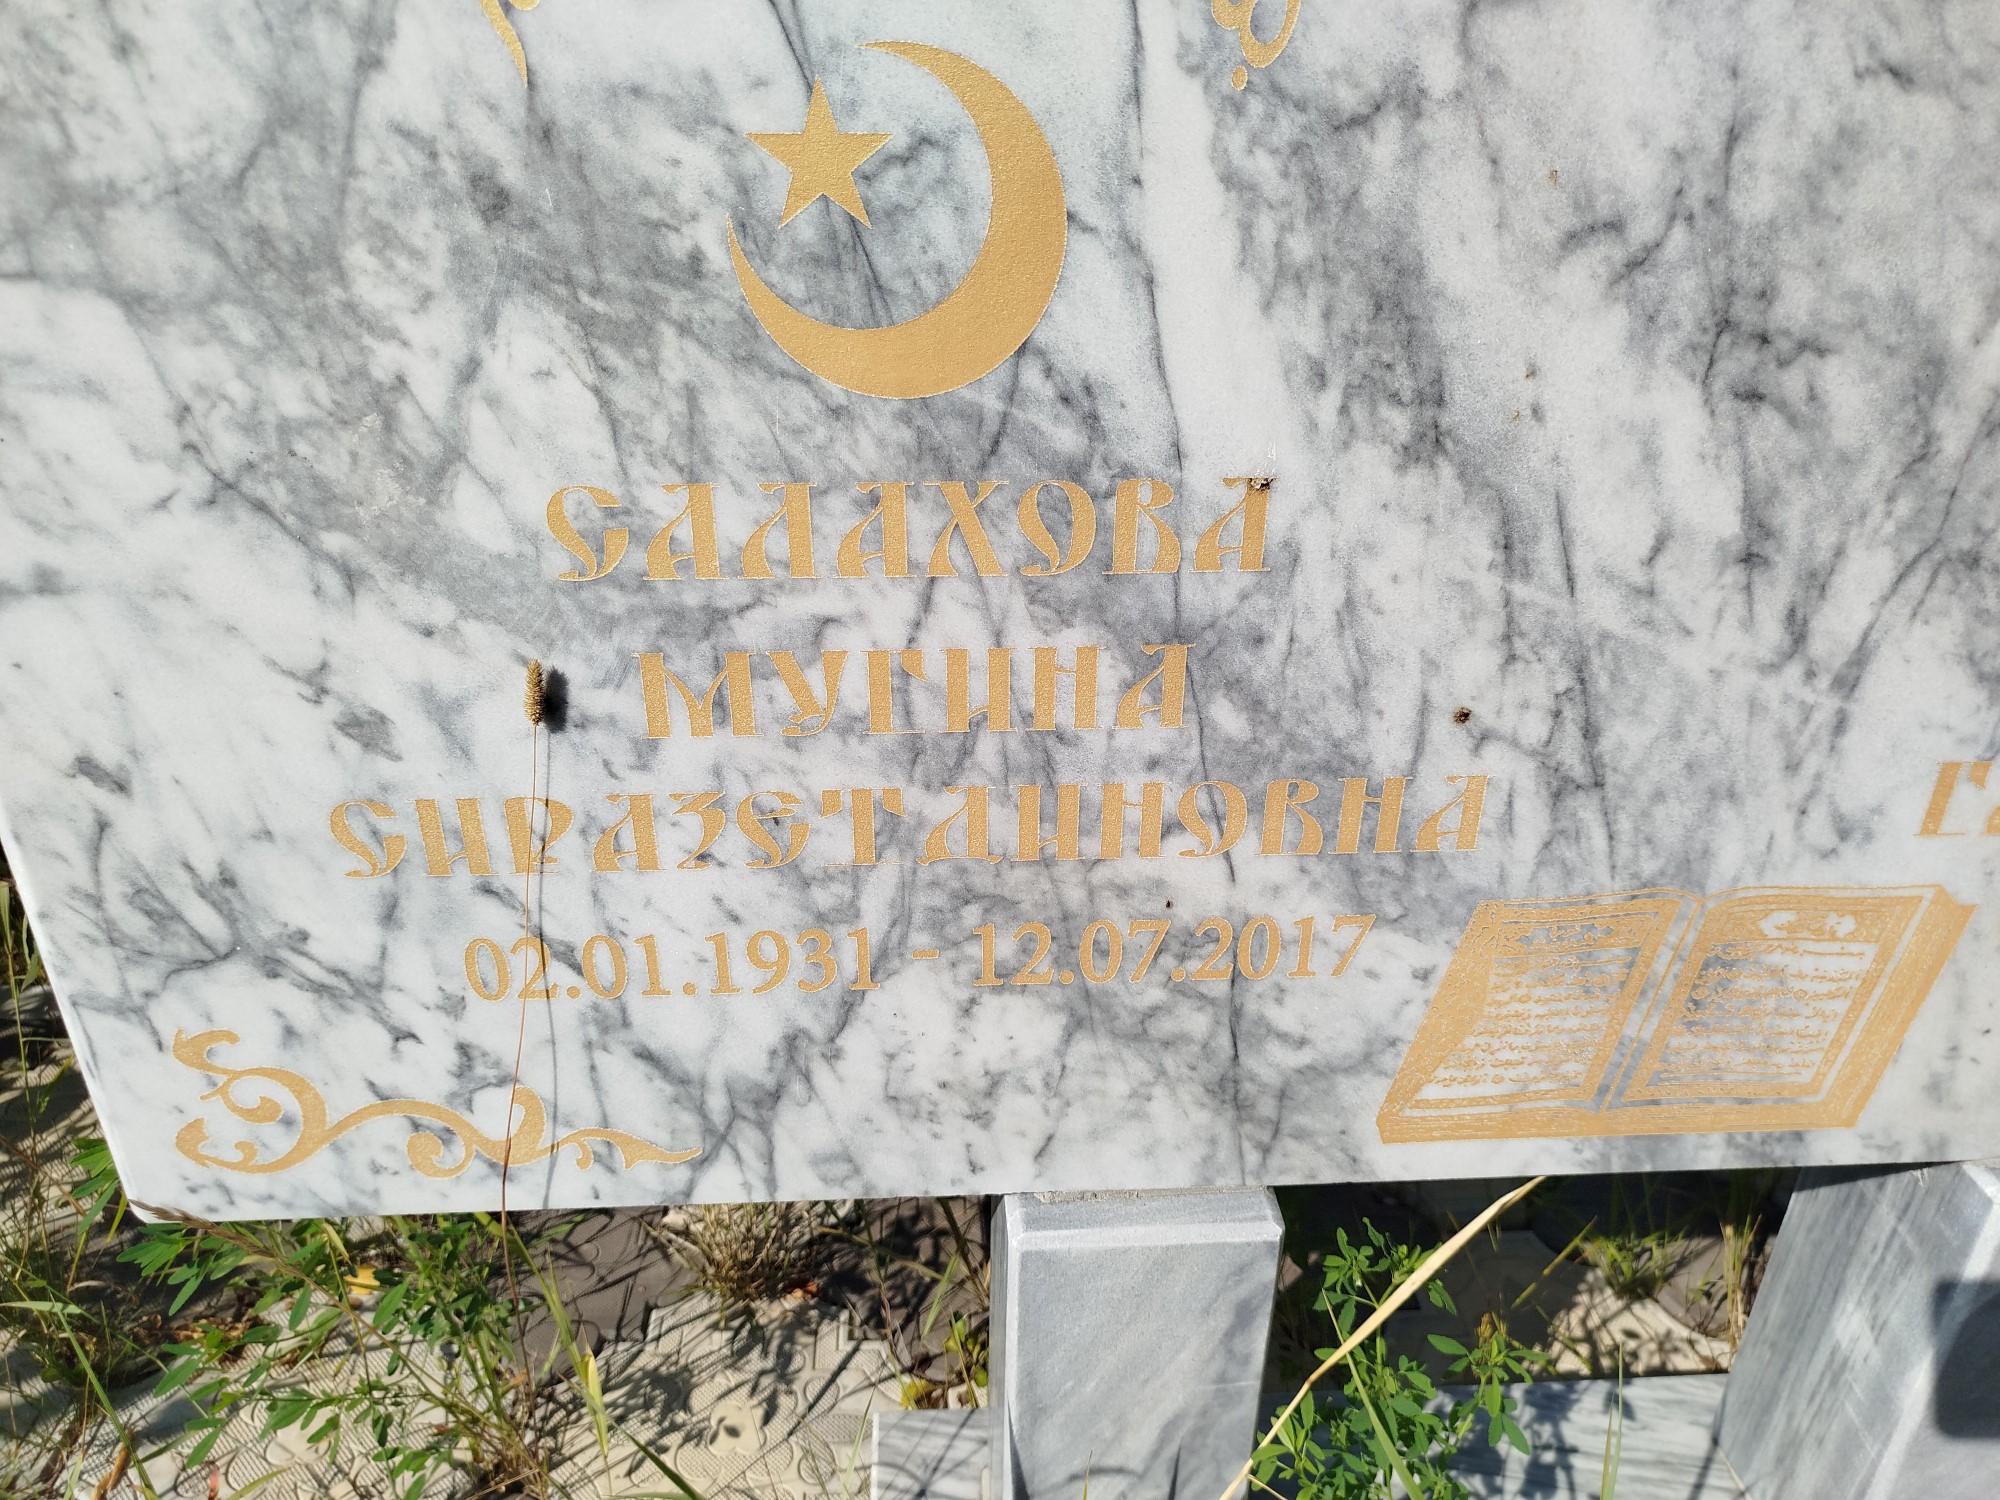 САЛАХОВА
МУГИНА
СИРАЗЕТДИНОВНА
02.01.1931 - 12.07.2017